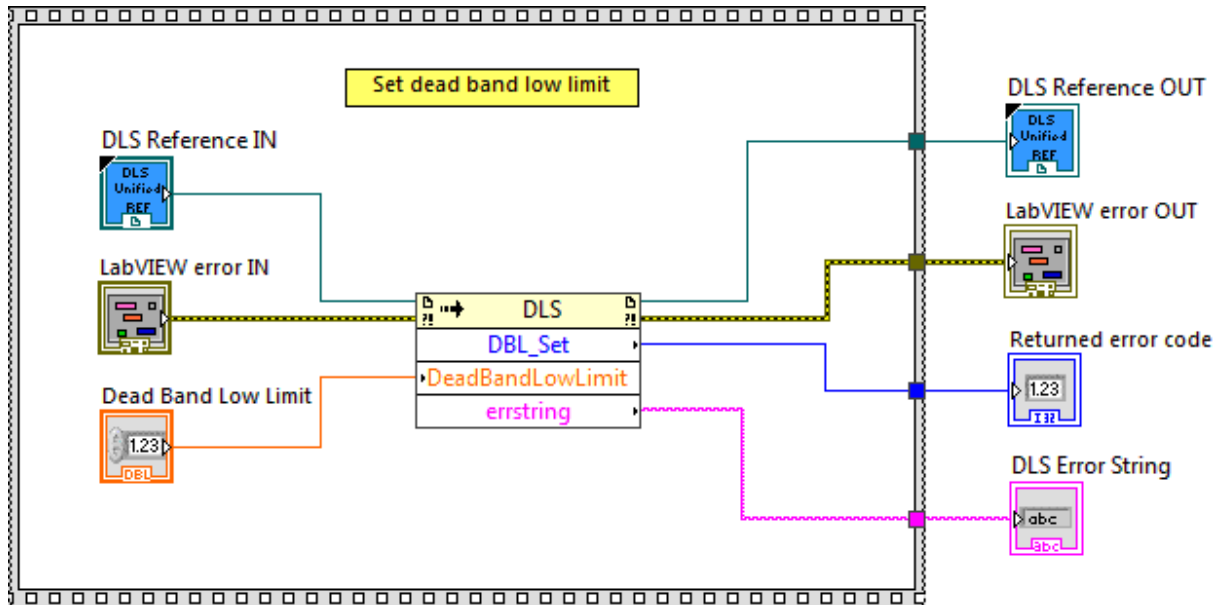 Set dead band low limit
DLS Reference IN
DLS
Unified
REF
LabVIEW error IN
?!
DLS
?!
DBL_Set
DeadBandLowLimit
errstring
Dead Band Low Limit
1.23
DBL
DLS Reference OUT
DLS
Unified
REF
LabVIEW error OUT
Returned error code
1.23
I32
DLS Error String
abc
abc